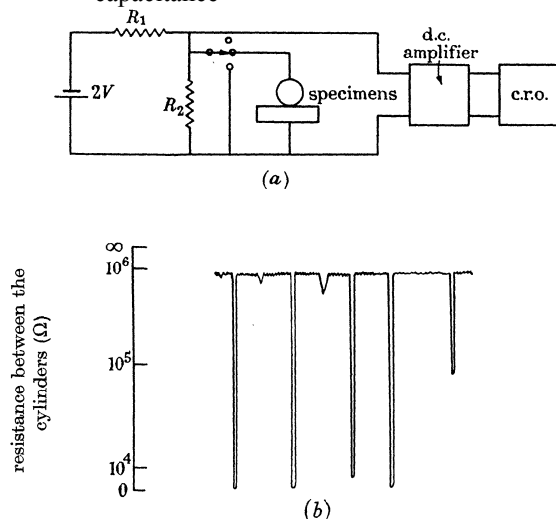 capacitance
R₁
d.c.
amplifier
2V
R₂
specimens
c.r.o.
(a)
∞
10⁶
10⁵
10⁴
0
resistance between the
cylinders (Ω)
(b)